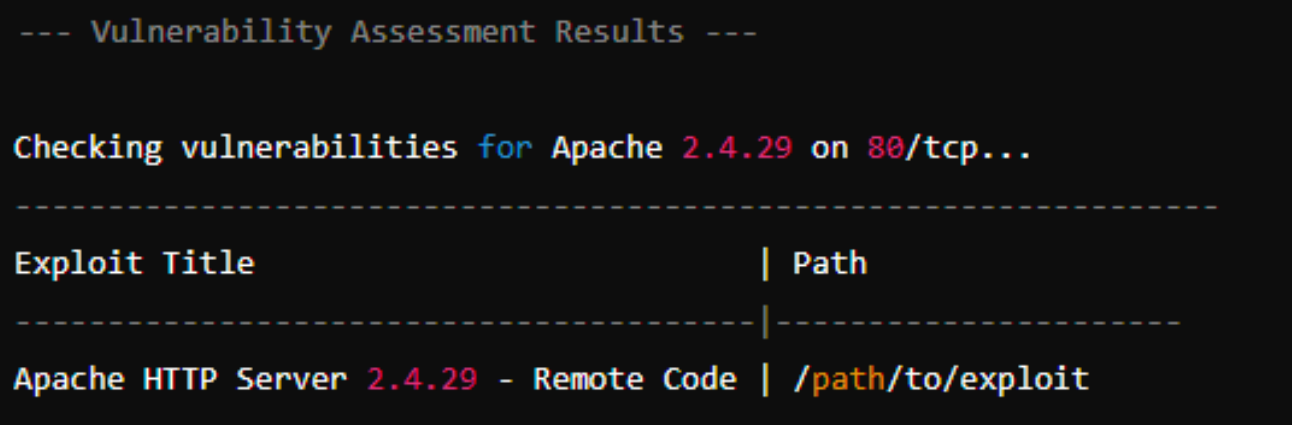 --- Vulnerability Assessment Results ---
Checking vulnerabilities for Apache 2.4.29 on 80/tcp...
-----------------------------------------------------------------
Exploit Title | Path
----------------------------------------|----------------------
Apache HTTP Server 2.4.29 - Remote Code | /path/to/exploit